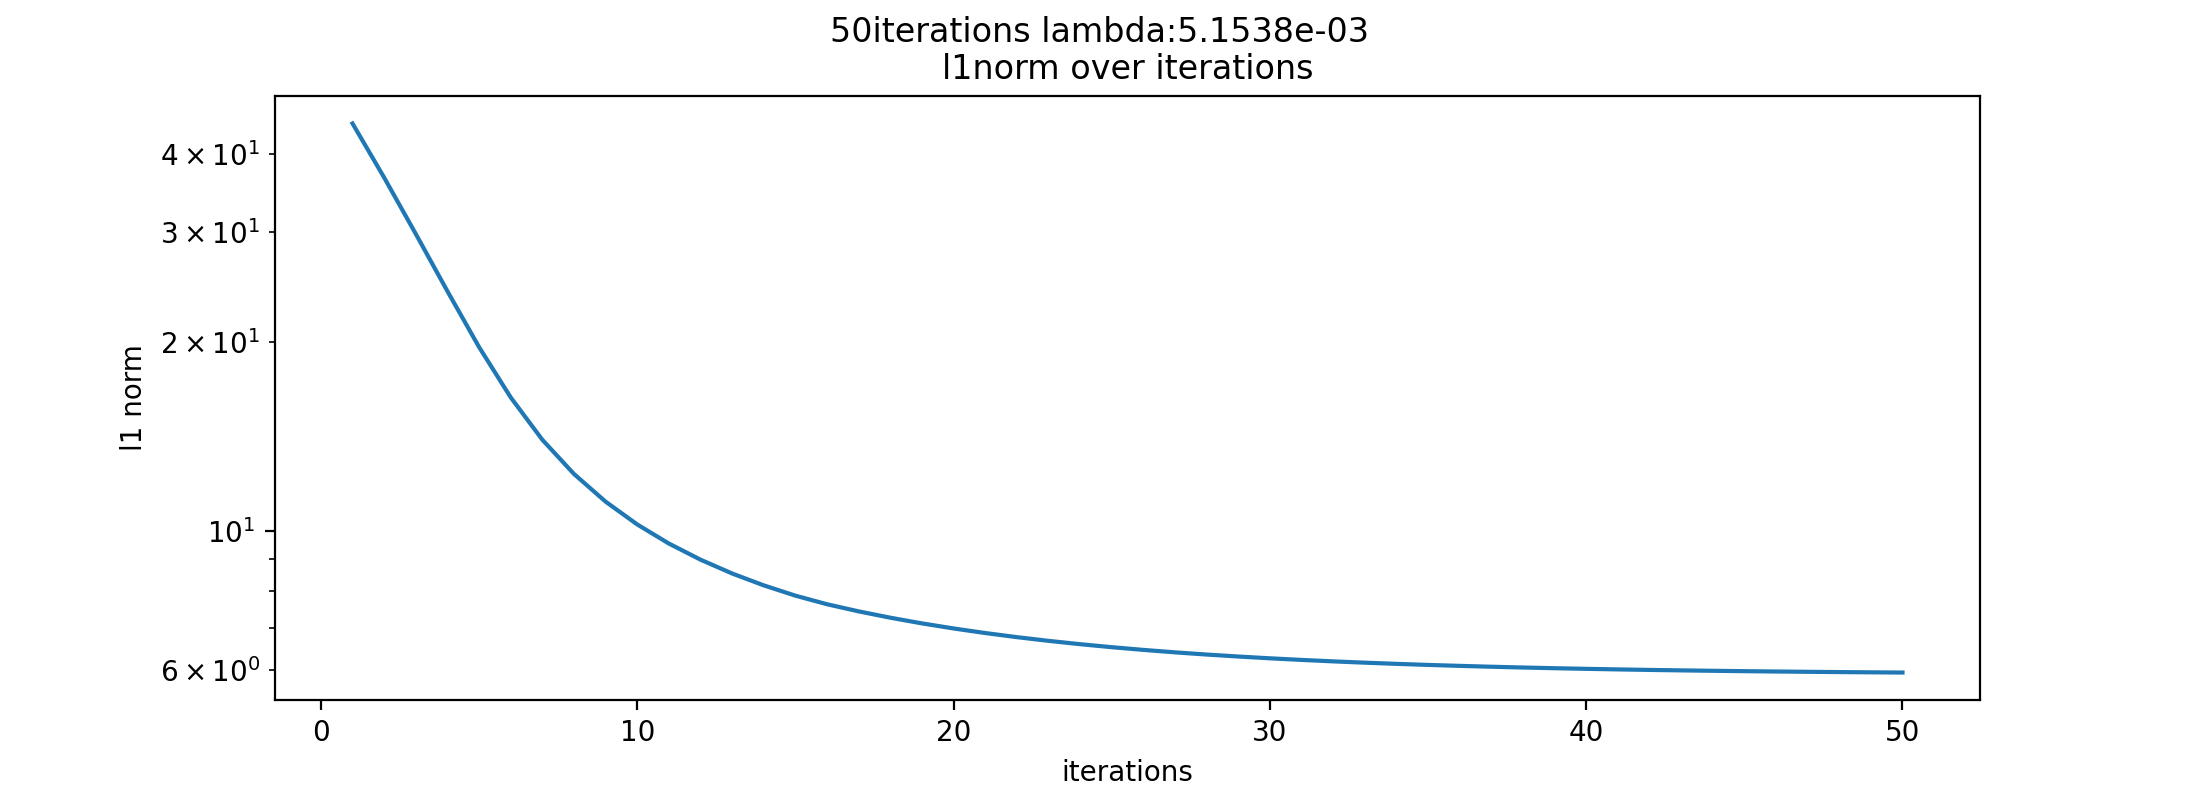 50iterations lambda:5.1538e-03
l1norm over iterations
4 × 10¹
3 × 10¹
2 × 10¹
10¹
6 × 10⁰
l1 norm
0 10 20 30 40 50
iterations